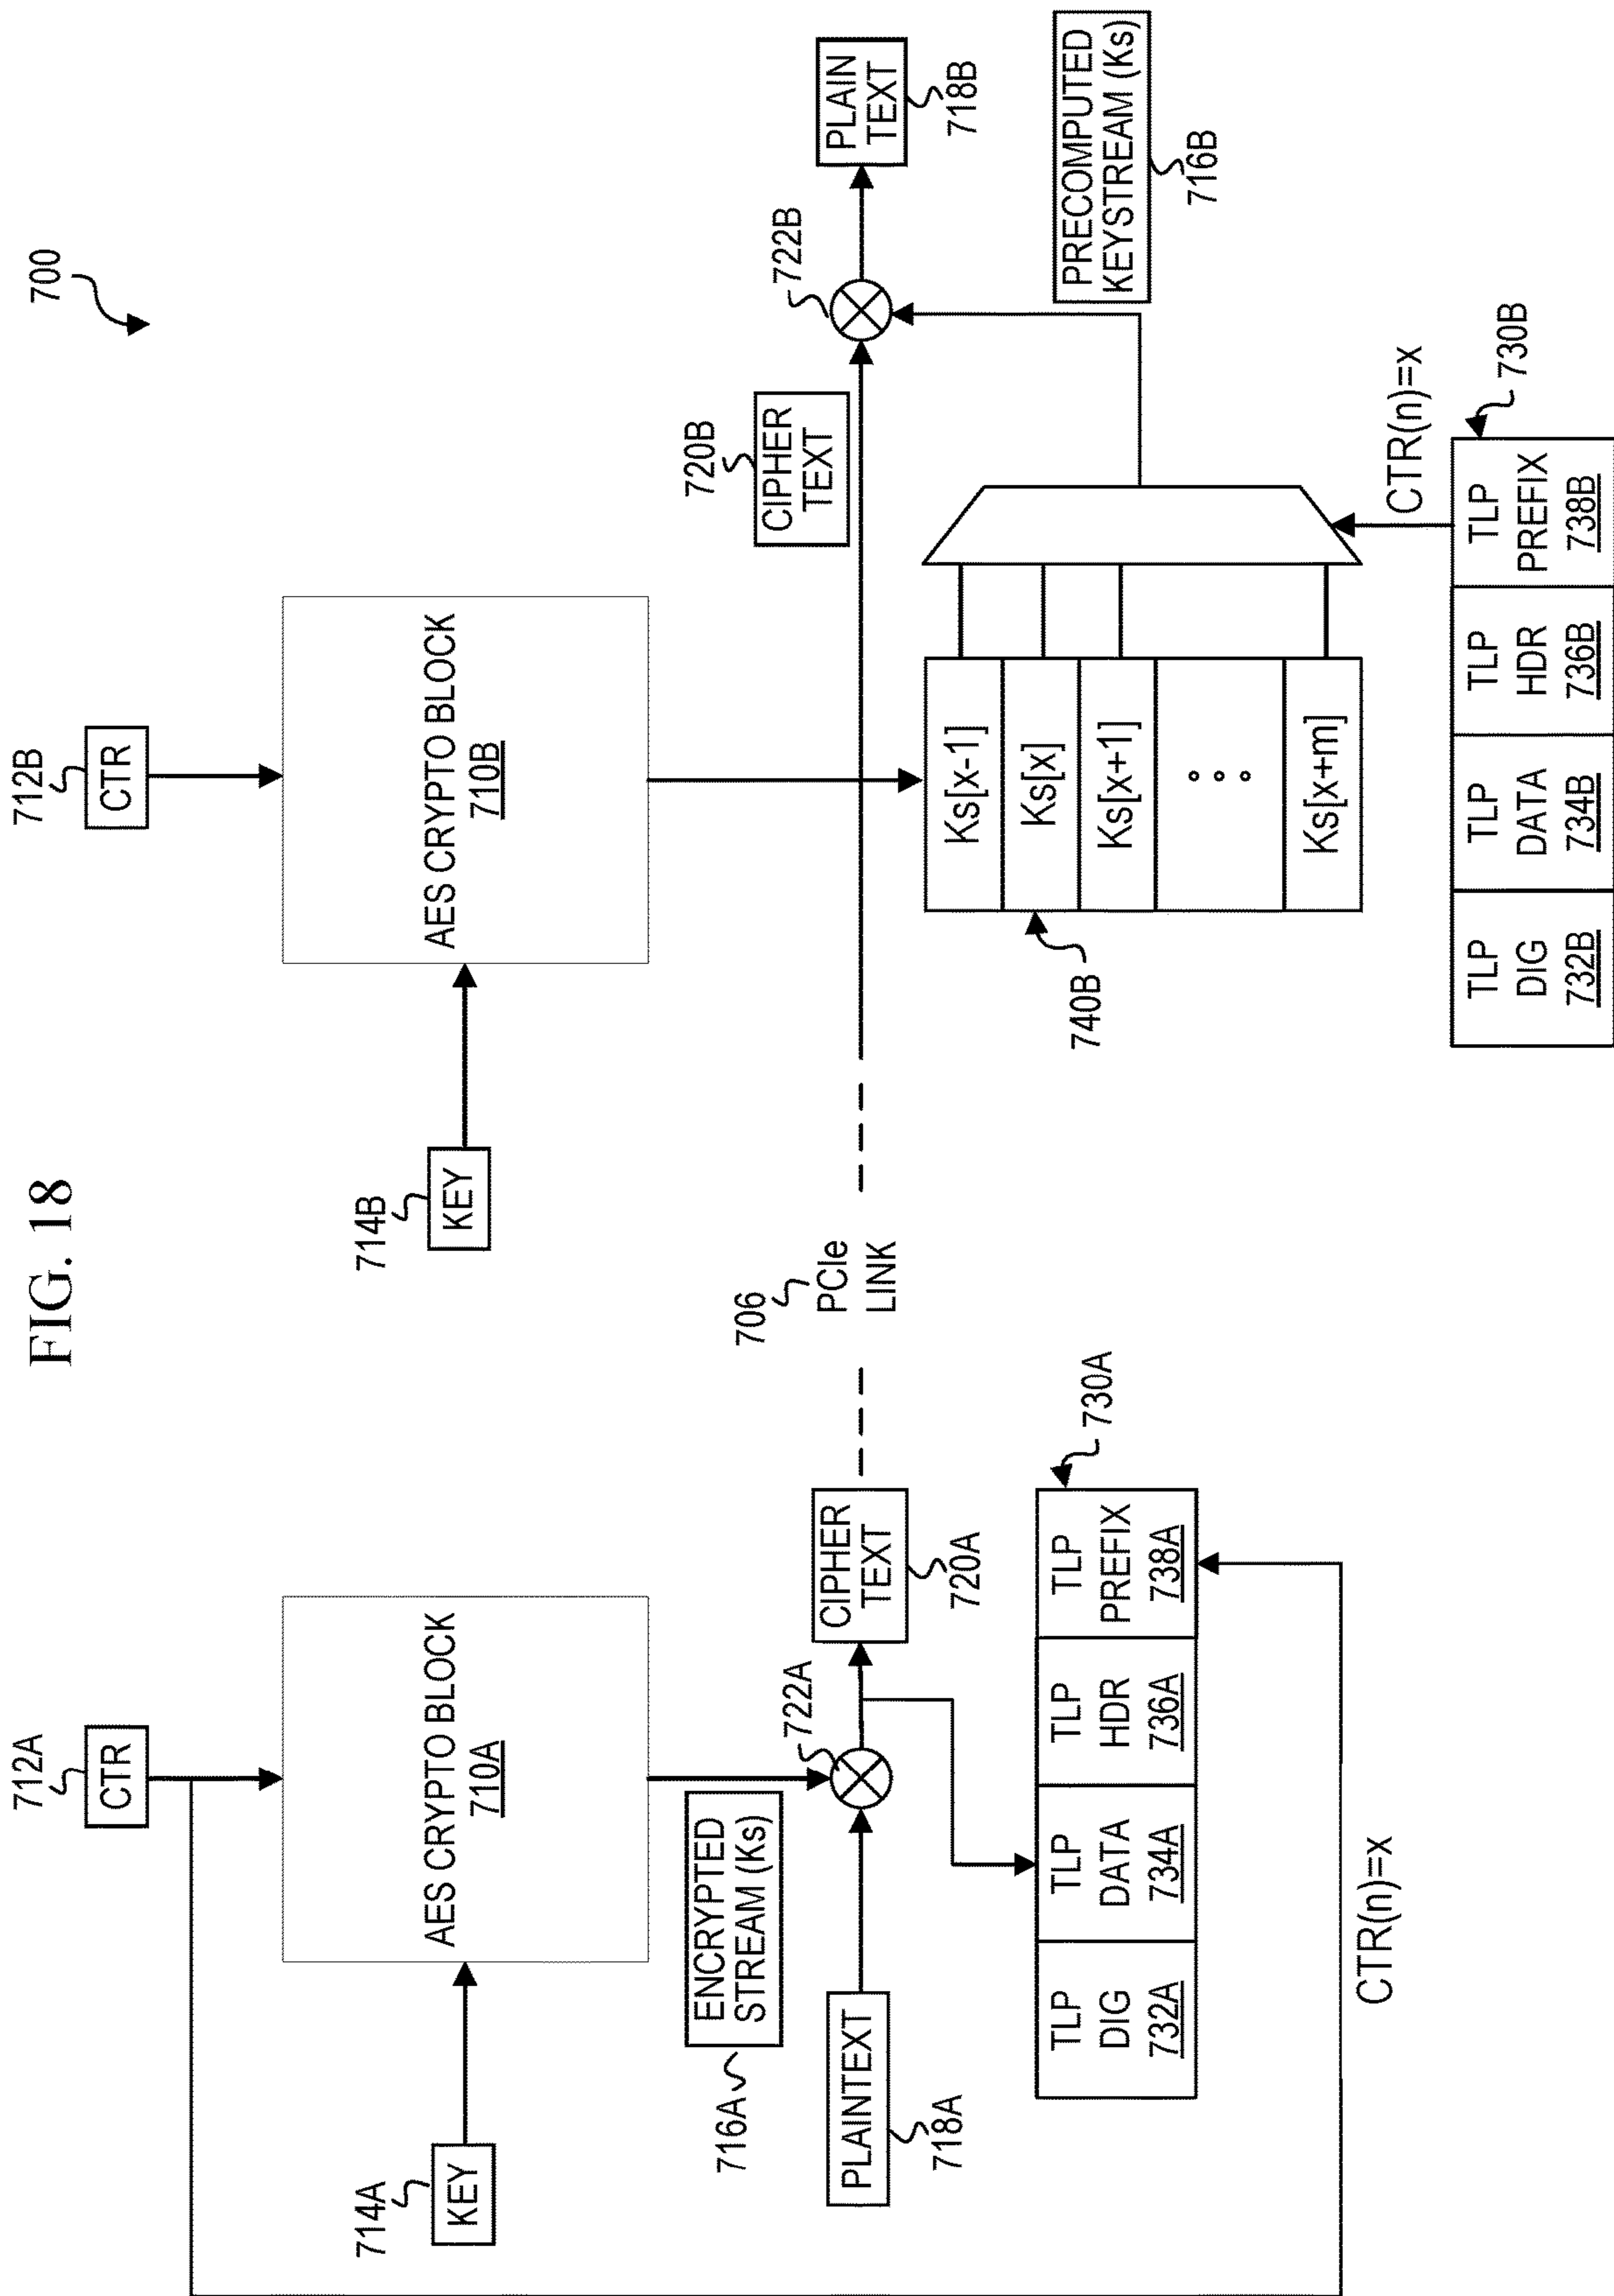 FIG. 18
700
712A
CTR
714A
KEY
AES CRYPTO BLOCK
710A
716A
ENCRYPTED
STREAM (Ks)
718A
PLAINTEXT
722A
CIPHER
TEXT
720A
730A
TLP
DIG
732A
TLP
DATA
734A
TLP
HDR
736A
TLP
PREFIX
738A
CTR(n)=x
706
PCIe
LINK
712B
CTR
714B
KEY
AES CRYPTO BLOCK
710B
720B
CIPHER
TEXT
722B
PLAIN
TEXT
718B
740B
Ks[x-1]
Ks[x]
Ks[x+1]
Ks[x+m]
PRECOMPUTED
KEYSTREAM (Ks)
716B
CTR(n)=x
730B
TLP
DIG
732B
TLP
DATA
734B
TLP
HDR
736B
TLP
PREFIX
738B